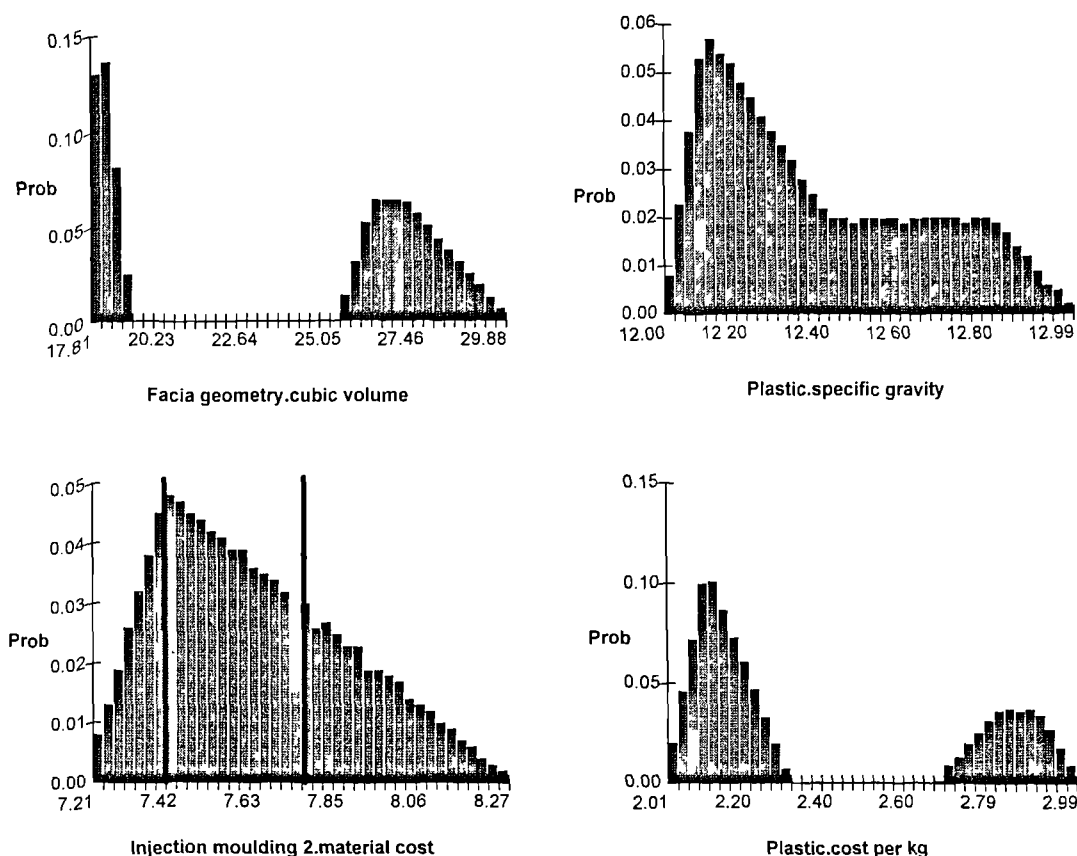 0.15
0.10
Prob
0.05
0.00
17.81 20.23 22.64 25.05 27.46 29.88
Facia geometry.cubic volume
0.06
0.05
0.04
0.03
Prob
0.02
0.01
0.00
12.00 12.20 12.40 12.60 12.80 12.99
Plastic.specific gravity
0.05
0.04
0.03
Prob
0.02
0.01
0.00
7.21 7.42 7.63 7.85 8.06 8.27
Injection moulding 2.material cost
0.15
0.10
Prob
0.05
0.00
2.01 2.20 2.40 2.60 2.79 2.99
Plastic.cost per kg